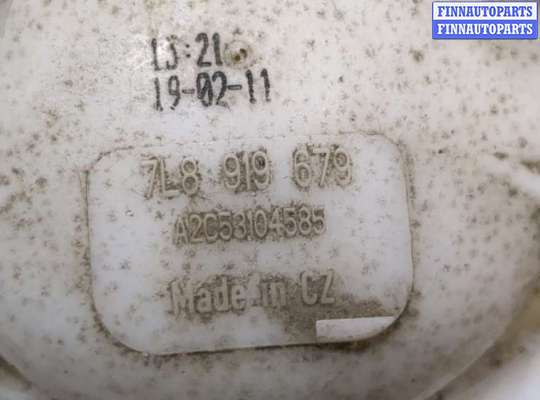 FINNAUTOPARTS
FINNAUTOPARTS
13:21
19-02-11
7L8 919 679
A2C53104585
Made in CZ